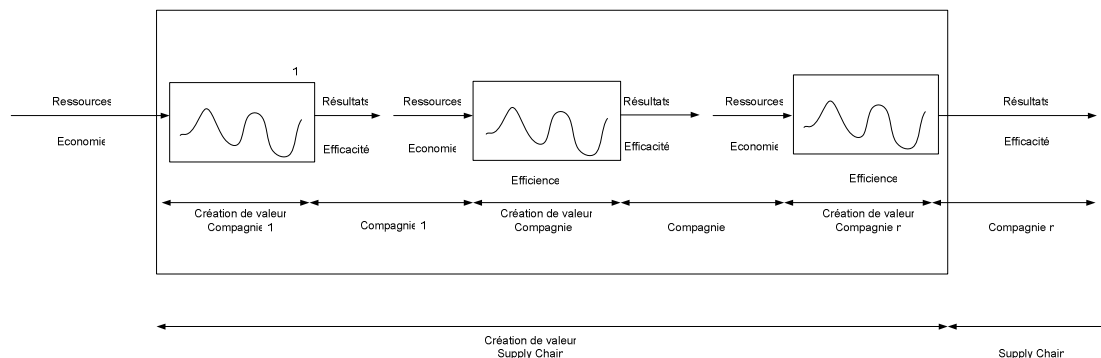 1
Ressources
Economie
Résultats
Efficacité
Ressources
Economie
Résultats
Efficacité
Ressources
Economie
Résultats
Efficacité
Efficience
Efficience
Création de valeur
Compagnie 1
Compagnie 1
Création de valeur
Compagnie
Compagnie
Création de valeur
Compagnie n
Compagnie n
Création de valeur
Supply Chain
Supply Chain